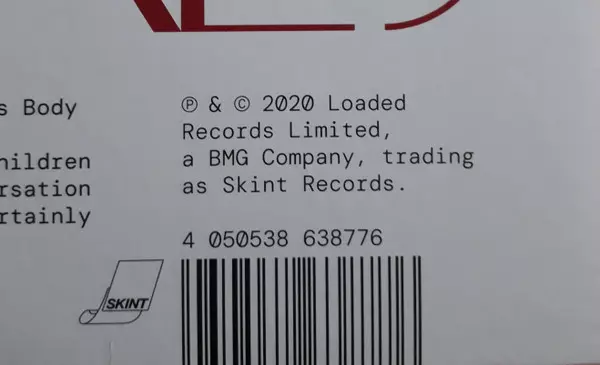 s Body
hildren
rsation
rtainly
℗ & © 2020 Loaded
Records Limited,
a BMG Company, trading
as Skint Records.
4 050538 638776
SKINT